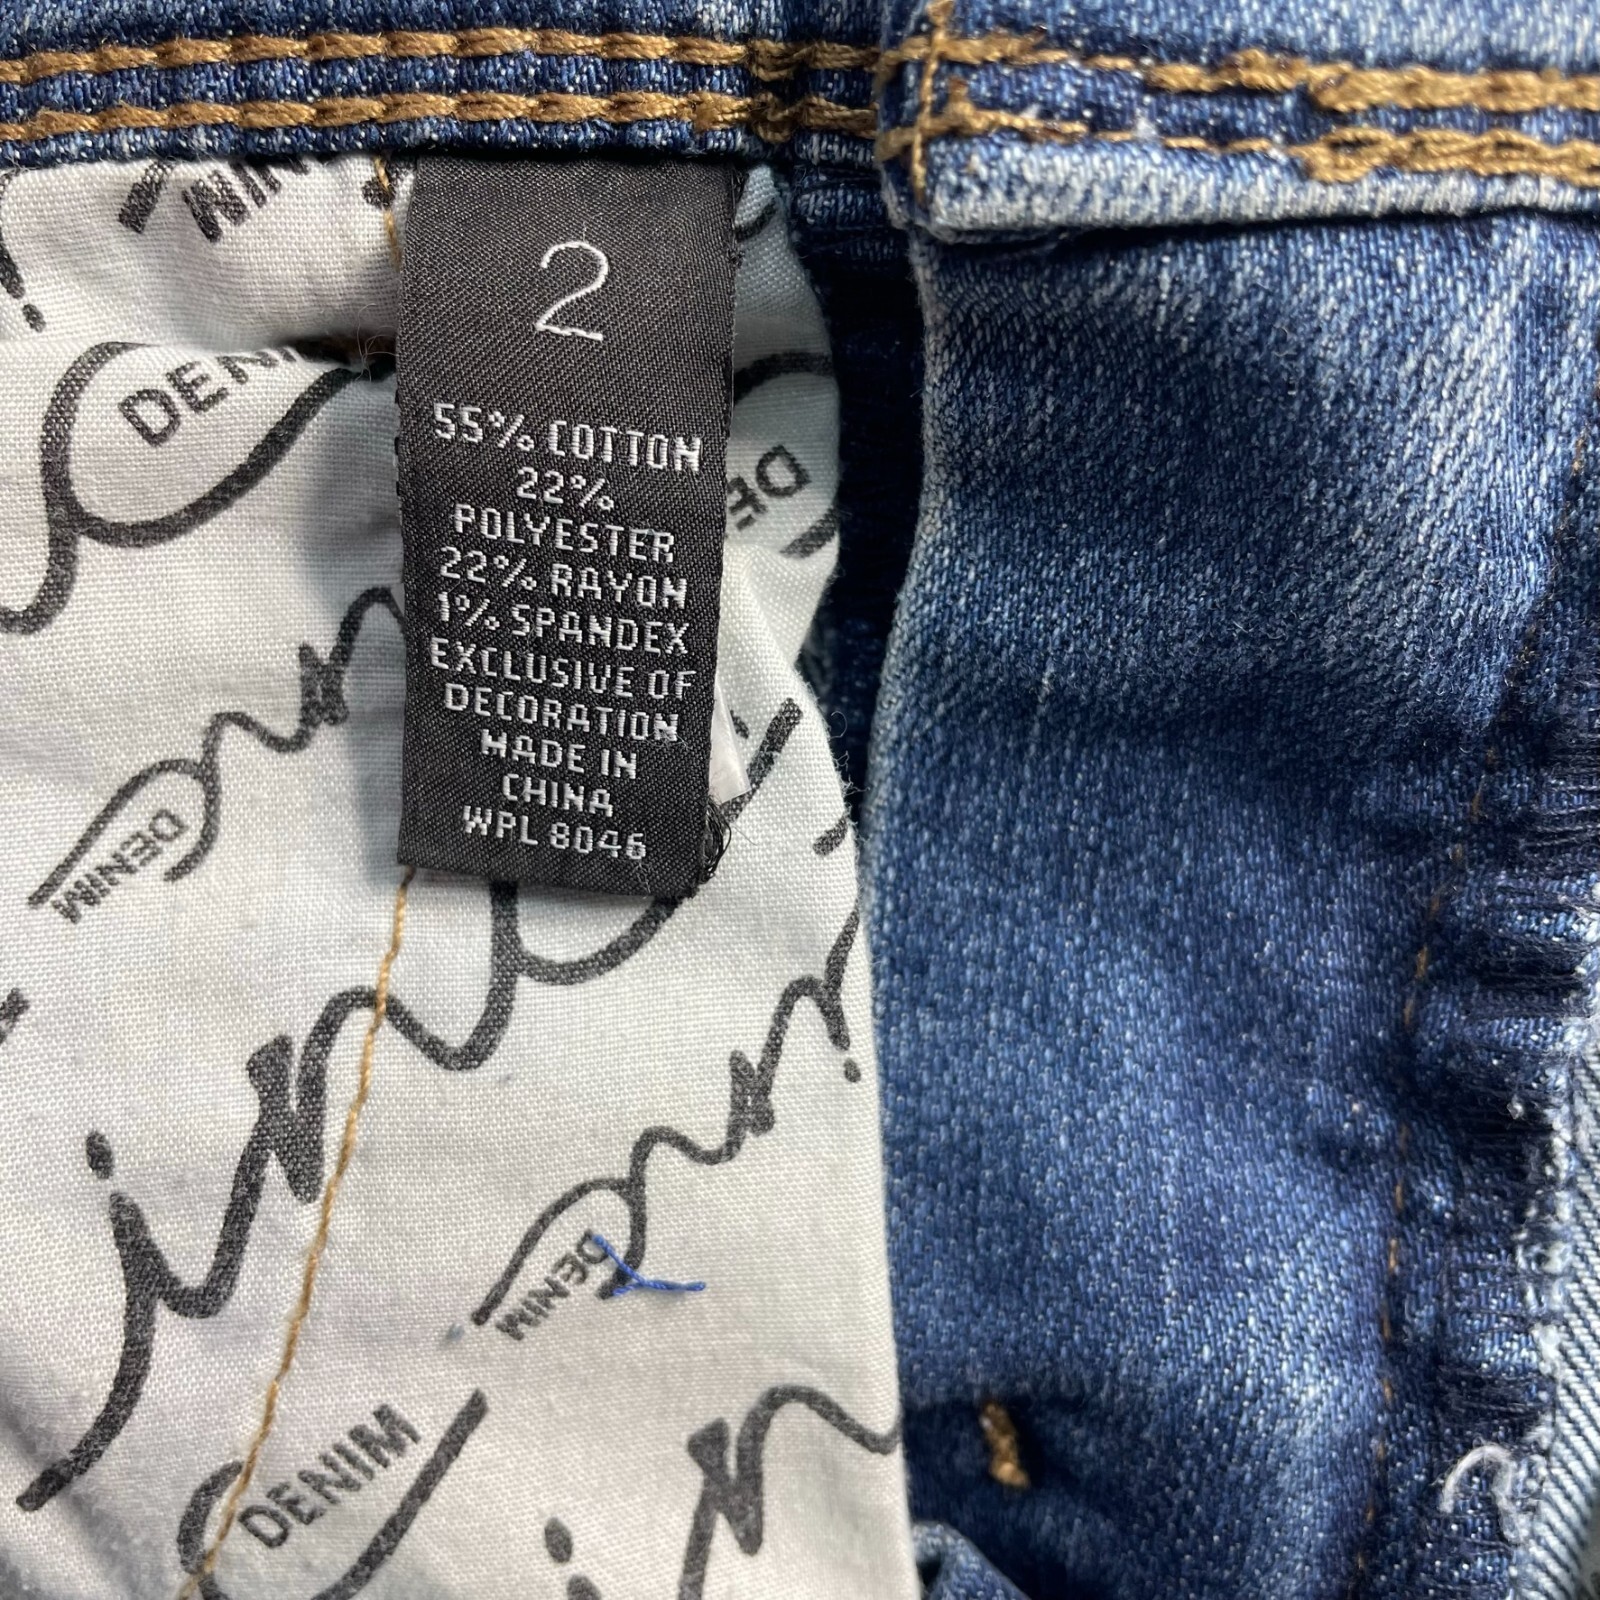 DENIM
2
55% COTTON
22%
POLYESTER
22% RAYON
1% SPANDEX
EXCLUSIVE OF
DECORATION
MADE IN
CHINA
WPL 8046
DENIM
DENIM
inc
DENIM